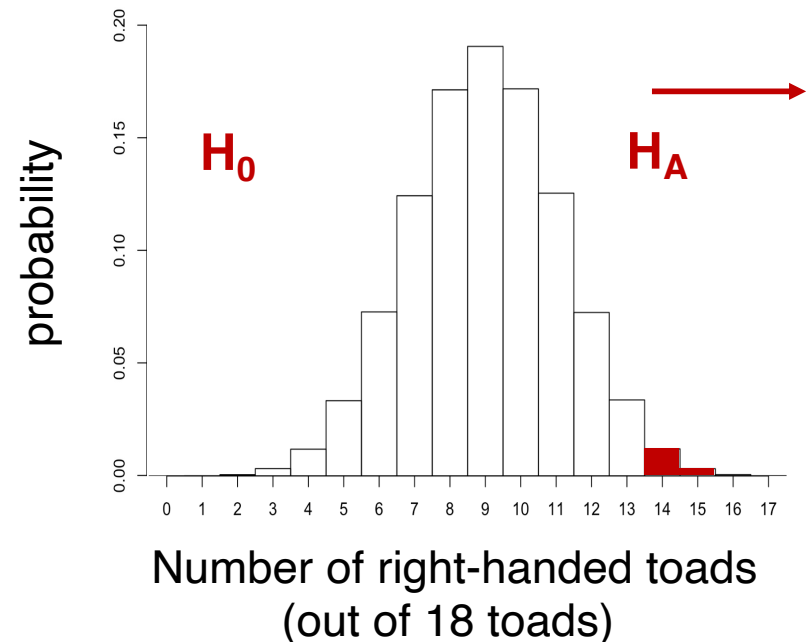 0.20
0.15
0.10
0.05
0.00
probability
H₀
H_A
0 1 2 3 4 5 6 7 8 9 10 11 12 13 14 15 16 17
Number of right-handed toads
(out of 18 toads)